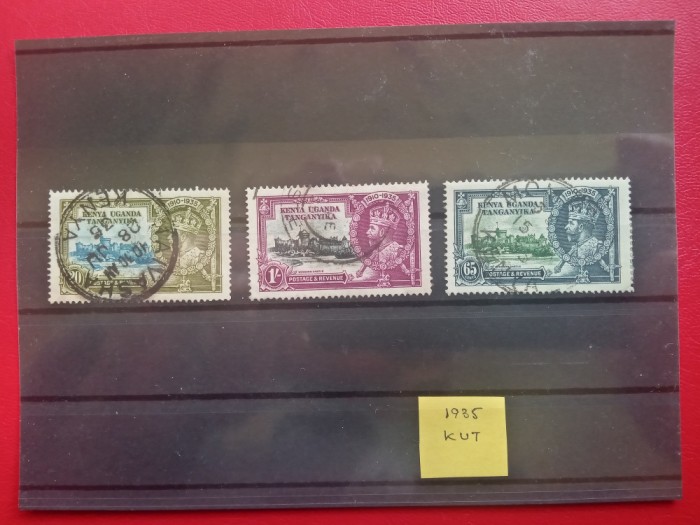 KENYA UGANDA
TANGANYIKA
1910-1935
KENYA
KENYA UGANDA
TANGANYIKA
1910-1935
1/-
POSTAGE & REVENUE
KENYA UGANDA
TANGANYIKA
1910-1935
65
POSTAGE & REVENUE
1935
KUT